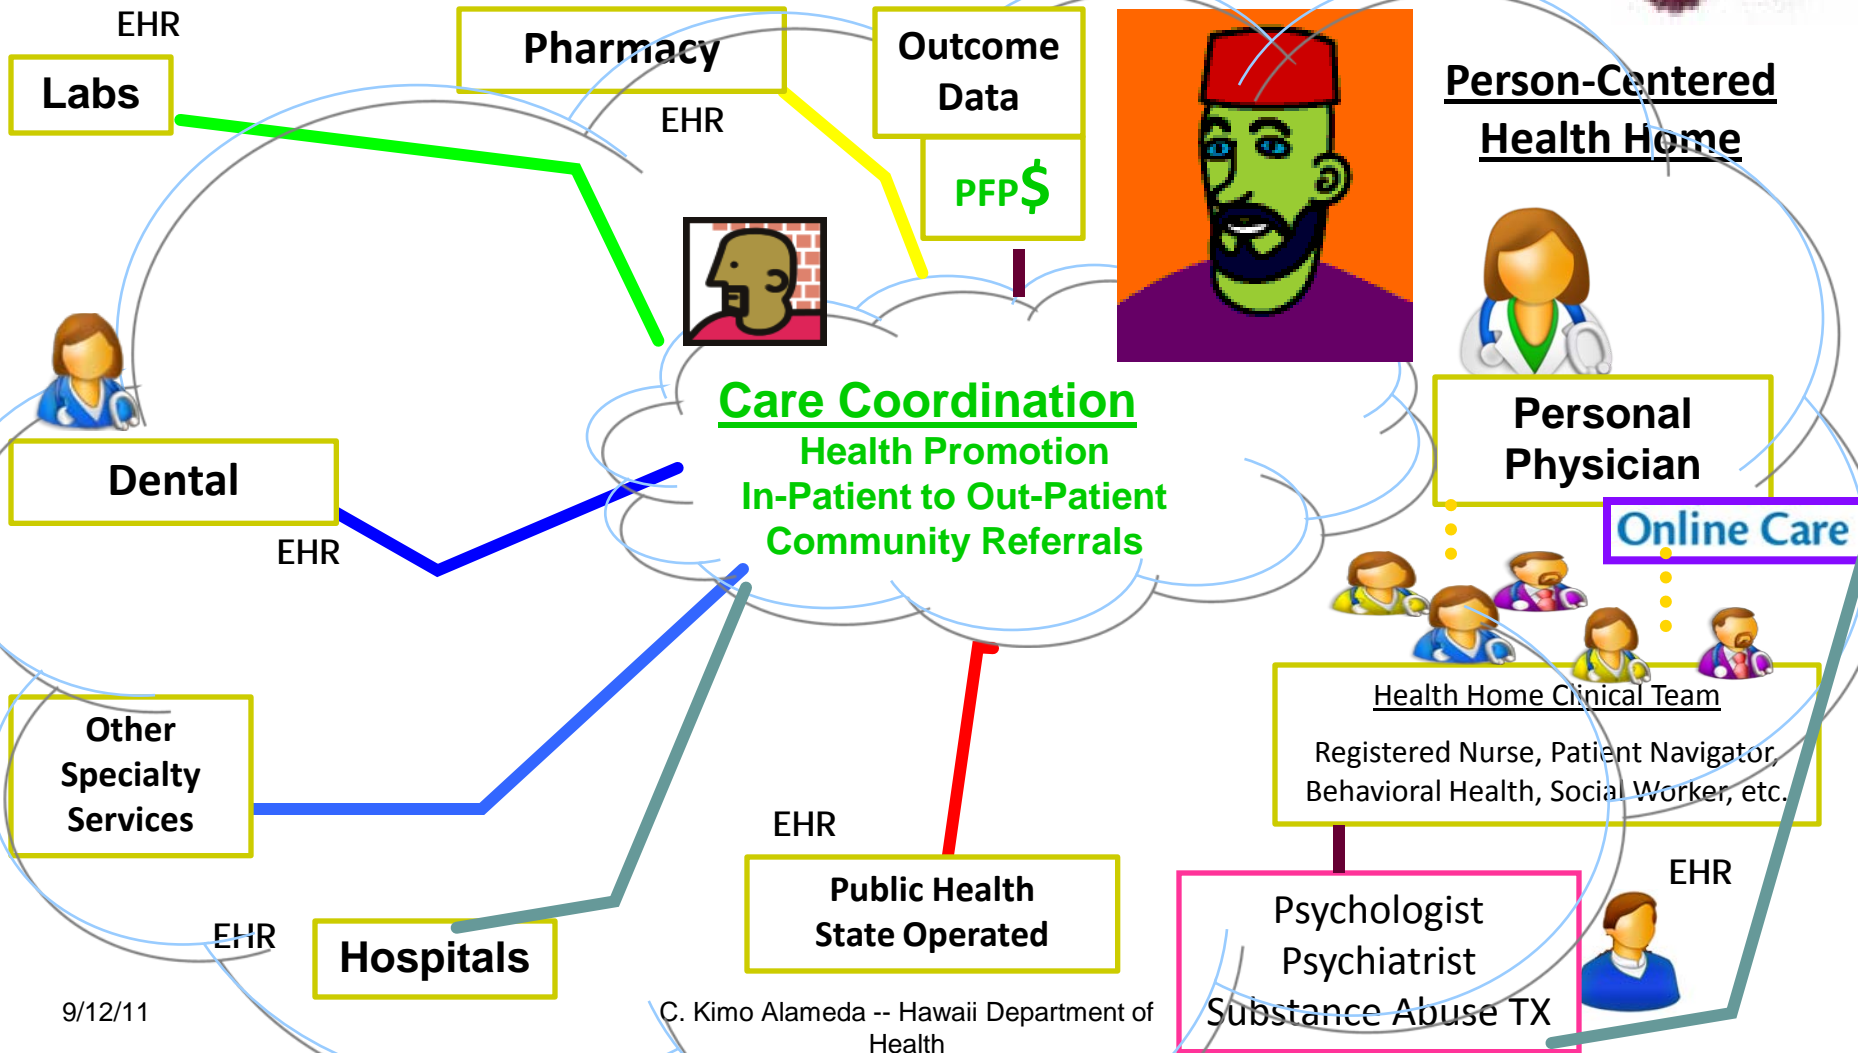 EHR
Labs
Pharmacy
EHR
Outcome
Data
PFP$
Person-Centered
Health Home
Care Coordination
Health Promotion
In-Patient to Out-Patient
Community Referrals
Personal
Physician
Online Care
Dental
EHR
Health Home Clinical Team
Registered Nurse, Patient Navigator,
Behavioral Health, Social Worker, etc.
Other
Specialty
Services
EHR
Public Health
State Operated
EHR
Psychologist
Psychiatrist
Substance Abuse TX
EHR
Hospitals
9/12/11
C. Kimo Alameda -- Hawaii Department of
Health